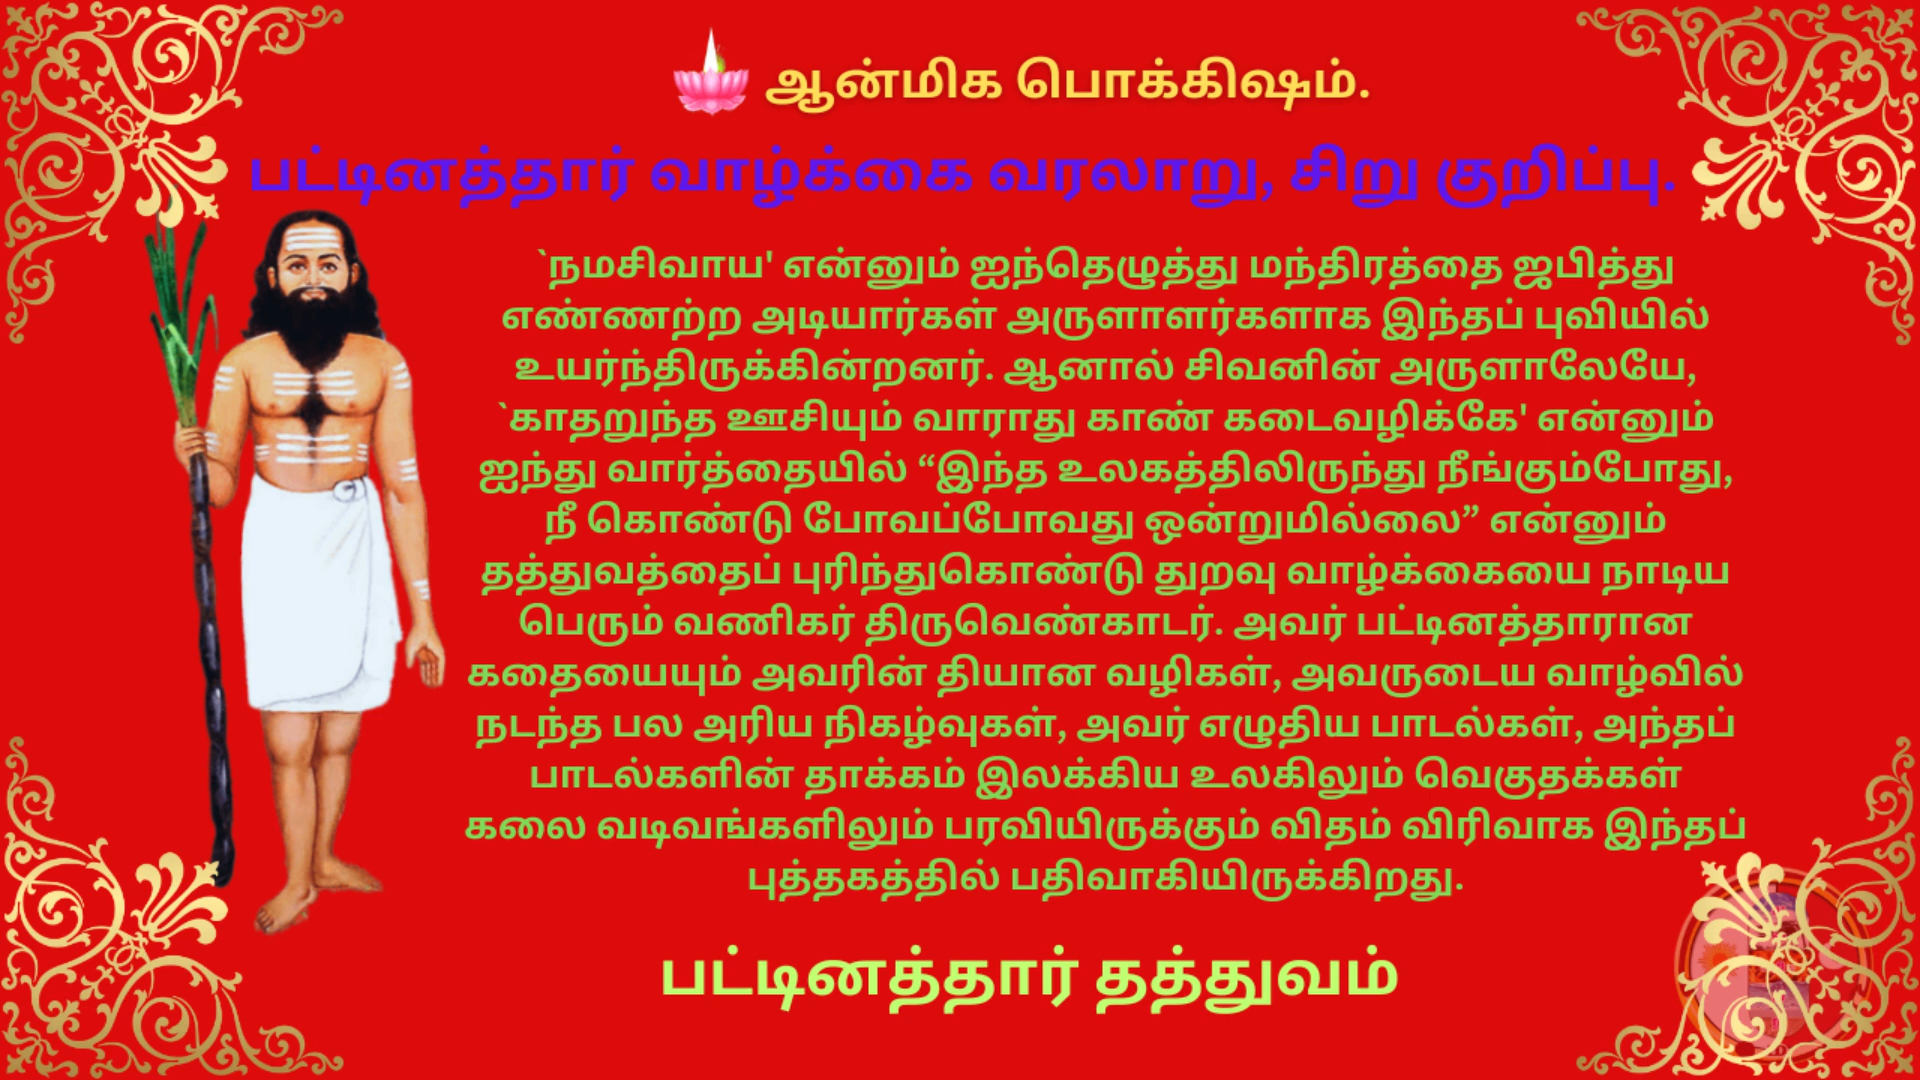 ஆன்மிக பொக்கிஷம்.
பட்டினத்தார் வாழ்க்கை வரலாறு, சிறு குறிப்பு.
`நமசிவாய' என்னும் ஐந்தெழுத்து மந்திரத்தை ஜபித்து
எண்ணற்ற அடியார்கள் அருளாளர்களாக இந்தப் புவியில்
உயர்ந்திருக்கின்றனர். ஆனால் சிவனின் அருளாலேயே,
`காதறுந்த ஊசியும் வாராது காண் கடைவழிக்கே' என்னும்
ஐந்து வார்த்தையில் “இந்த உலகத்திலிருந்து நீங்கும்போது,
நீ கொண்டு போவப்போவது ஒன்றுமில்லை” என்னும்
தத்துவத்தைப் புரிந்துகொண்டு துறவு வாழ்க்கையை நாடிய
பெரும் வணிகர் திருவெண்காடர். அவர் பட்டினத்தாரான
கதையையும் அவரின் தியான வழிகள், அவருடைய வாழ்வில்
நடந்த பல அரிய நிகழ்வுகள், அவர் எழுதிய பாடல்கள், அந்தப்
பாடல்களின் தாக்கம் இலக்கிய உலகிலும் வெகுதக்கள்
கலை வடிவங்களிலும் பரவியிருக்கும் விதம் விரிவாக இந்தப்
புத்தகத்தில் பதிவாகியிருக்கிறது.
பட்டினத்தார் தத்துவம்